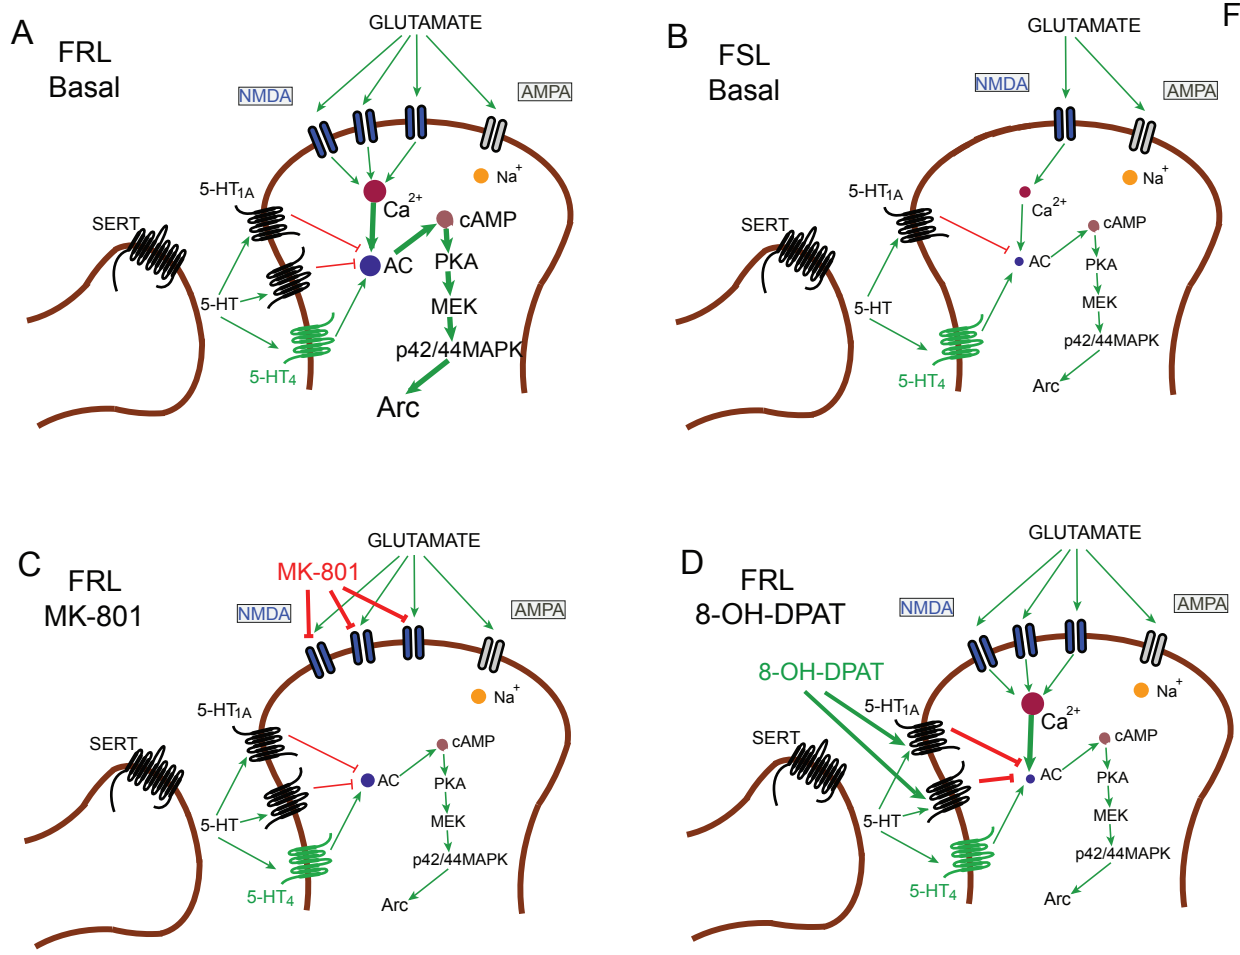 A
FRL
Basal
GLUTAMATE
NMDA
AMPA
5-HT1A
Na+
Ca2+
SERT
cAMP
AC
PKA
5-HT
MEK
p42/44MAPK
5-HT4
Arc
B
FSL
Basal
GLUTAMATE
NMDA
AMPA
5-HT1A
Na+
Ca2+
SERT
cAMP
AC
PKA
5-HT
MEK
p42/44MAPK
5-HT4
Arc
F
C
FRL
MK-801
GLUTAMATE
MK-801
NMDA
AMPA
Na+
5-HT1A
SERT
cAMP
AC
PKA
5-HT
MEK
p42/44MAPK
5-HT4
Arc
D
FRL
8-OH-DPAT
GLUTAMATE
NMDA
AMPA
8-OH-DPAT
Na+
5-HT1A
Ca2+
SERT
cAMP
AC
PKA
5-HT
MEK
p42/44MAPK
5-HT4
Arc